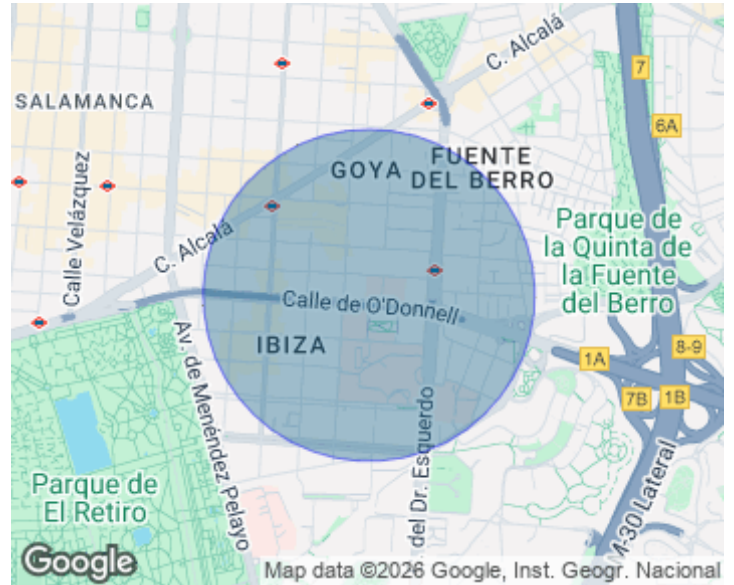 C. Alcalá
7
SALAMANCA
6A
GOYA
FUENTE
DEL BERRO
Calle Velázquez
Parque de
la Quinta de
la Fuente
del Berro
C. Alcalá
Calle de O'Donnell
IBIZA
1A
8-9
7B
1B
Av. de Menéndez Pelayo
del Dr. Esquerdo
Parque de
El Retiro
M-30 Lateral
Google
Map data ©2026 Google, Inst. Geogr. Nacional